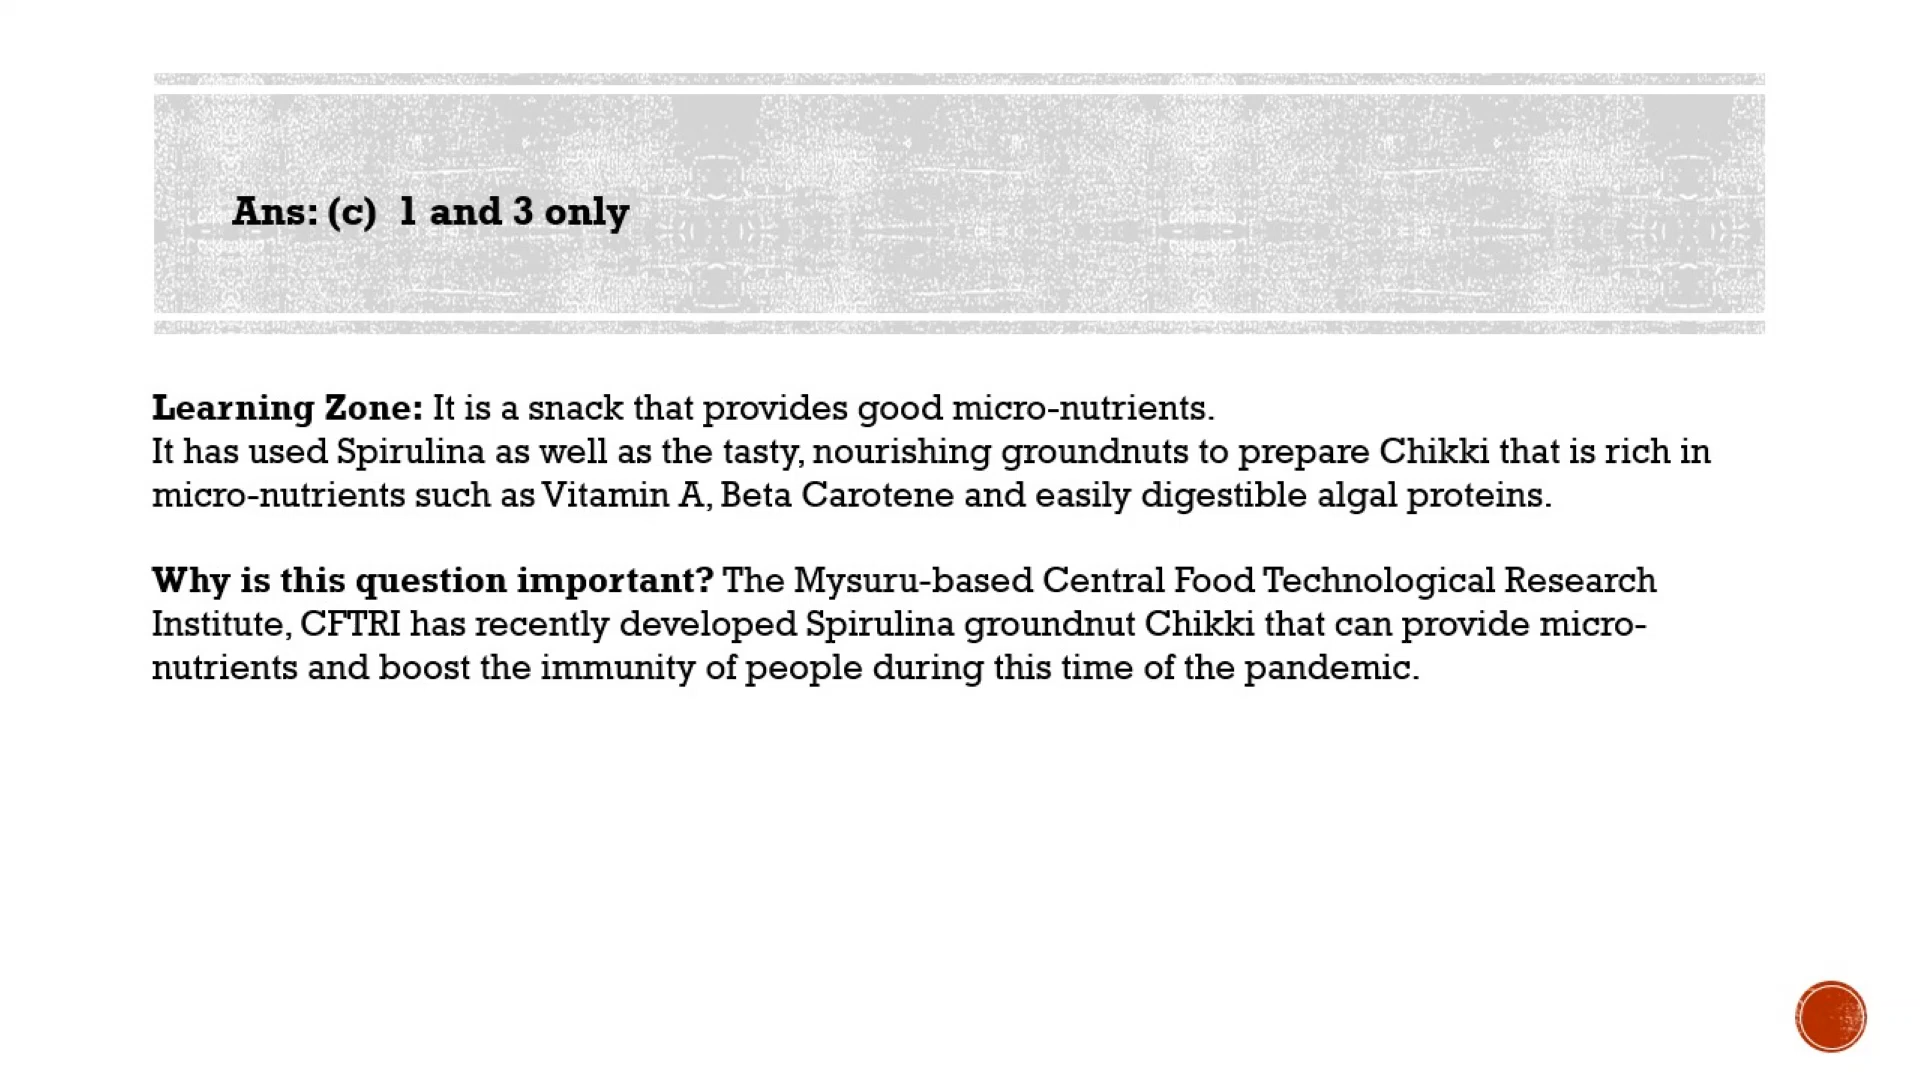 Ans: (c) 1 and 3 only
Learning Zone: It is a snack that provides good micro-nutrients.
It has used Spirulina as well as the tasty, nourishing groundnuts to prepare Chikki that is rich in
micro-nutrients such as Vitamin A, Beta Carotene and easily digestible algal proteins.
Why is this question important? The Mysuru-based Central Food Technological Research
Institute, CFTRI has recently developed Spirulina groundnut Chikki that can provide micro-
nutrients and boost the immunity of people during this time of the pandemic.